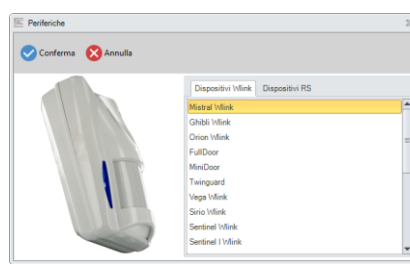 Periferiche
Conferma Annulla
Dispositivi Wlink Dispositivi RS
Mistral Wlink
Ghibli Wlink
Orion Wlink
FullDoor
MiniDoor
Twinguard
Vega Wlink
Sirio Wlink
Sentinel Wlink
Sentinel I Wlink